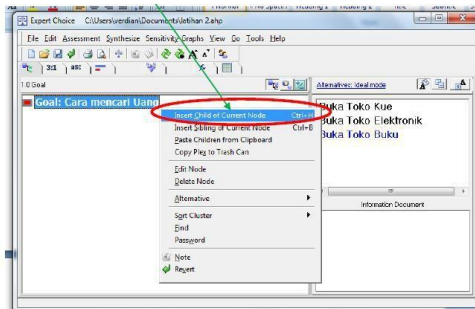 Expert Choice C:\Users\verdian\Documents\latihan 2.ahp
File Edit Assessment Synthesize Sensitivity-Graphs View Go Tools Help
3:1 ABC
1.0 Goal
Alternatives: Ideal mode
Goal: Cara mencari Uang
Buka Toko Kue
Buka Toko Elektronik
Buka Toko Buku
Insert Child of Current Node Ctrl+H
Insert Sibling of Current Node Ctrl+B
Paste Children from Clipboard
Copy Plex to Trash Can
Edit Node
Delete Node
Alternative
Sort Cluster
Find
Password
Note
Revert
Information Document